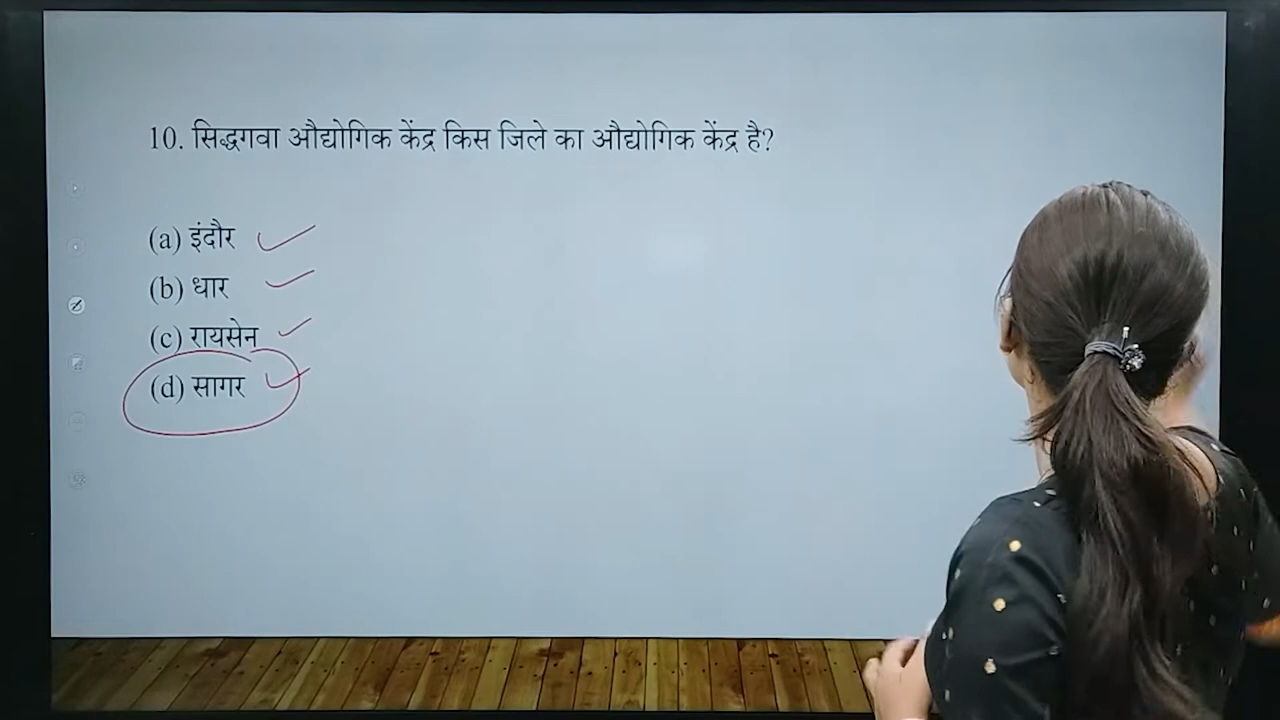 10. सिद्धगवा औद्योगिक केंद्र किस जिले का औद्योगिक केंद्र है?
(a) इंदौर
(b) धार
(c) रायसेन
(d) सागर